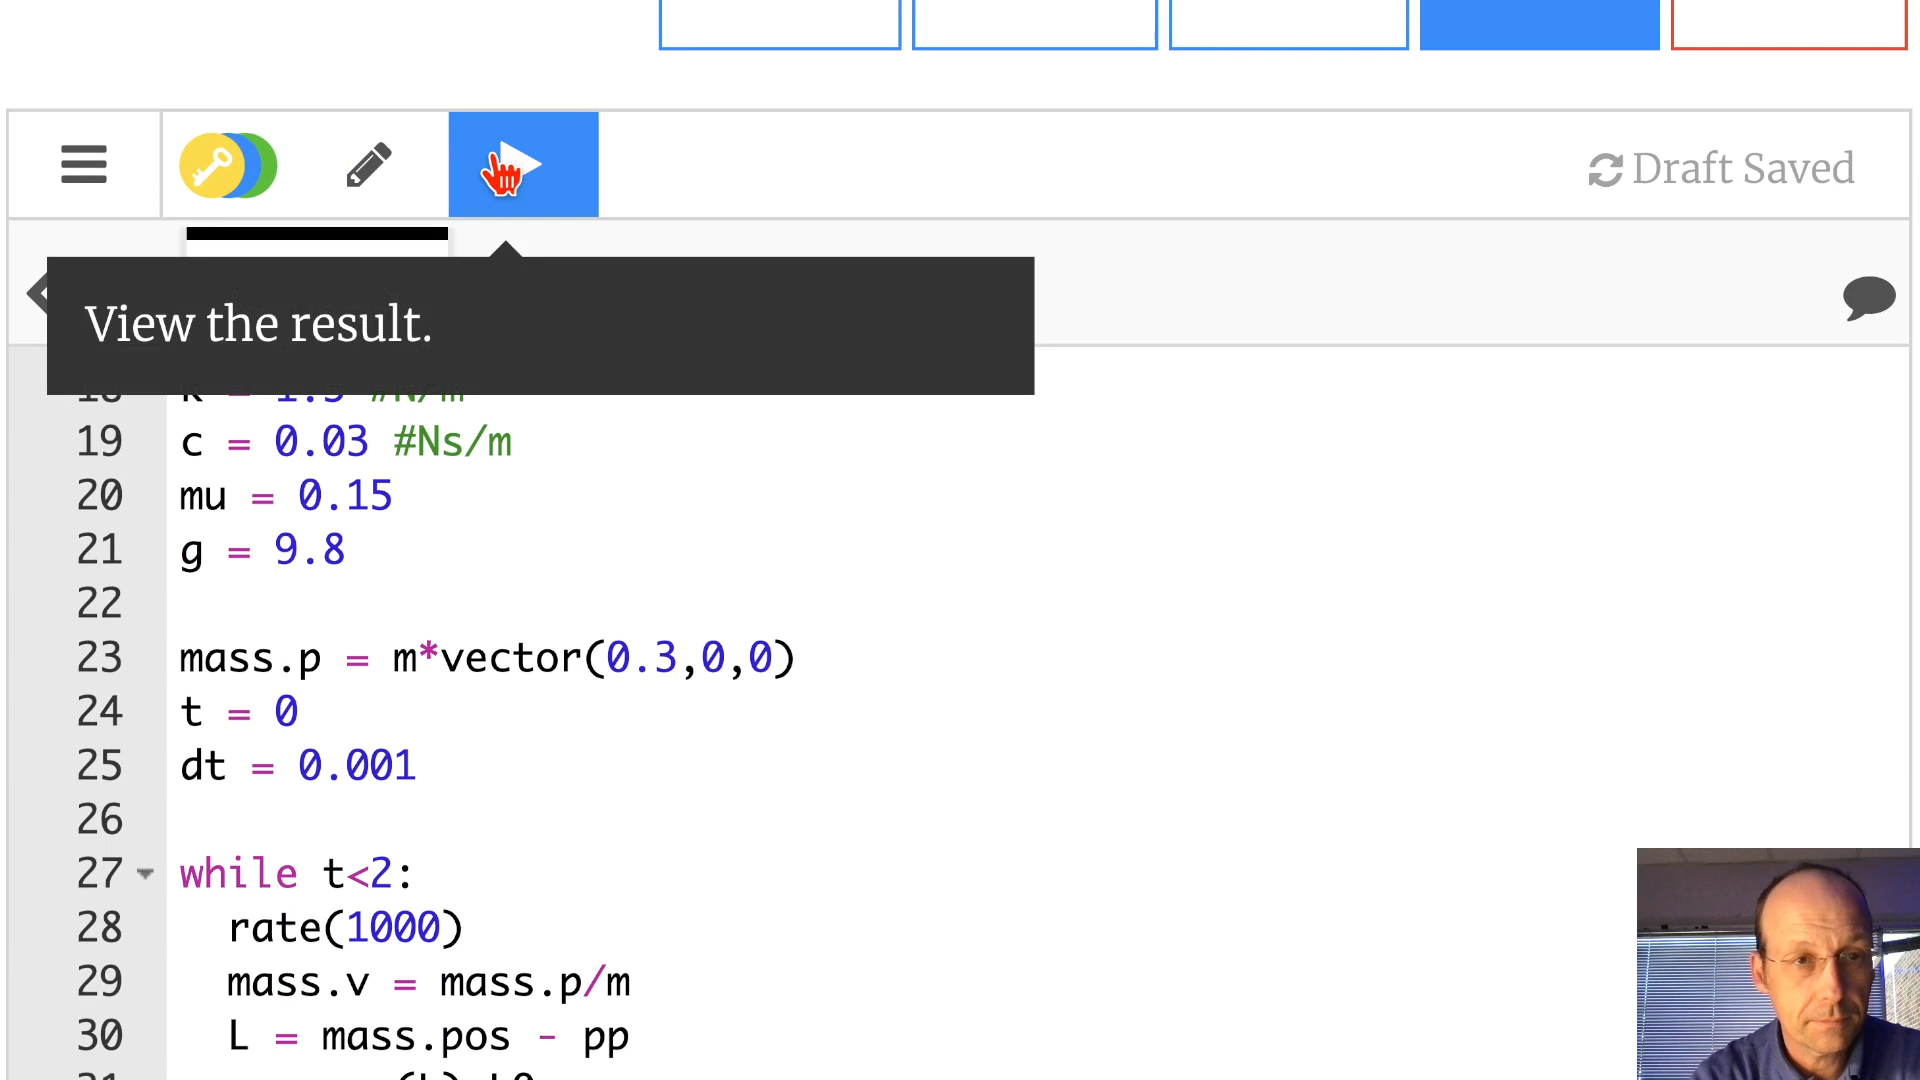 Draft Saved
View the result.
19 c = 0.03 #Ns/m
20 mu = 0.15
21 g = 9.8
22
23 mass.p = m*vector(0.3,0,0)
24 t = 0
25 dt = 0.001
26
27 while t<2:
28 rate(1000)
29 mass.v = mass.p/m
30 L = mass.pos - pp